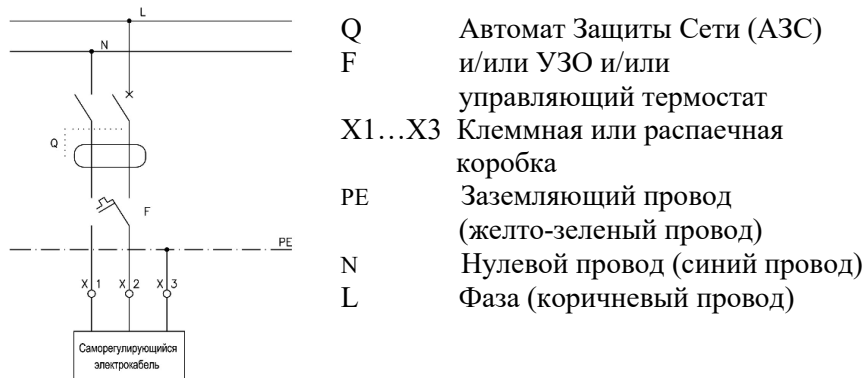 L
N
Q
F
PE
X 1 X 2 X 3
Саморегулирующийся
электрокабель
Q Автомат Защиты Сети (АЗС)
F и/или УЗО и/или
управляющий термостат
X1…X3 Клеммная или распаечная
коробка
PE Заземляющий провод
(желто-зеленый провод)
N Нулевой провод (синий провод)
L Фаза (коричневый провод)